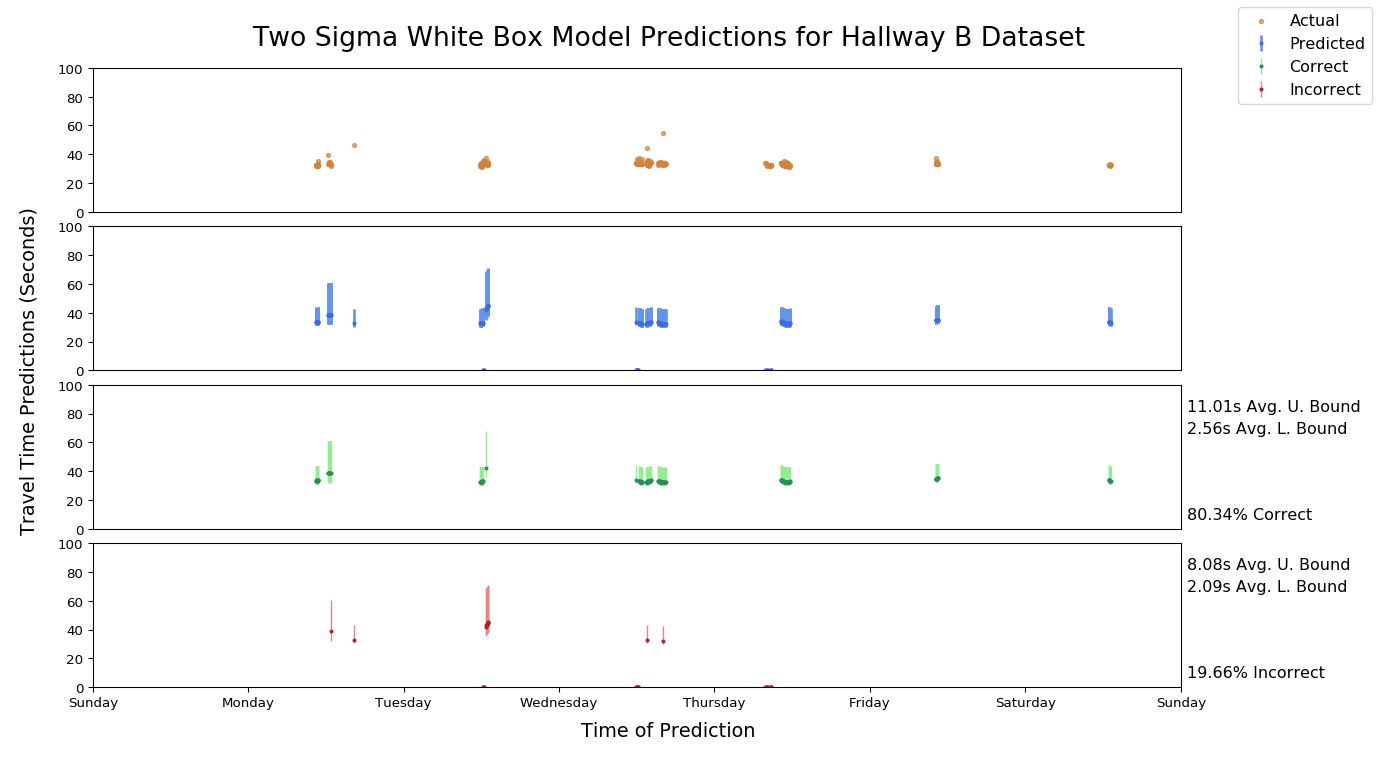 Two Sigma White Box Model Predictions for Hallway B Dataset
Actual
Predicted
Correct
Incorrect
Travel Time Predictions (Seconds)
100
80
60
40
20
0
100
80
60
40
20
0
100
80
60
40
20
0
11.01s Avg. U. Bound
2.56s Avg. L. Bound
80.34% Correct
100
80
60
40
20
0
8.08s Avg. U. Bound
2.09s Avg. L. Bound
19.66% Incorrect
Sunday Monday Tuesday Wednesday Thursday Friday Saturday Sunday
Time of Prediction